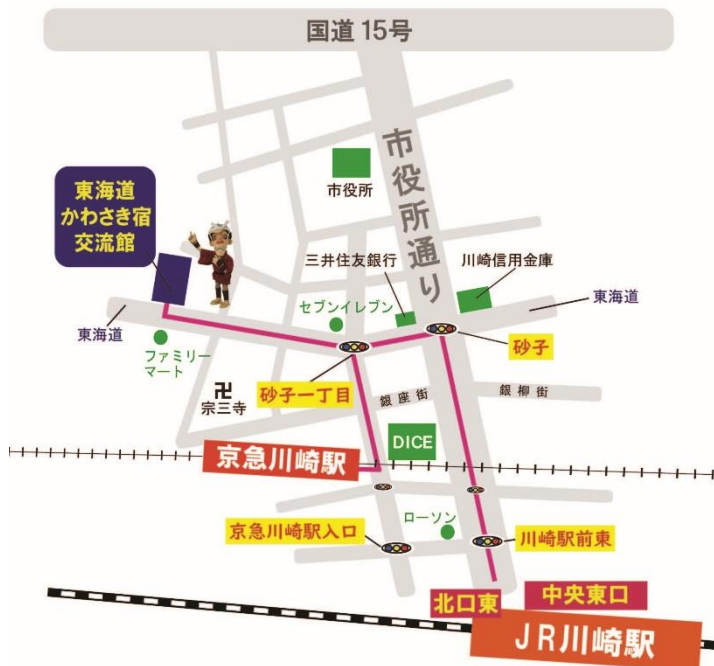 国道15号
市役所通り
市役所
東海道
かわさき宿
交流館
三井住友銀行
川崎信用金庫
セブンイレブン
東海道
東海道
砂子
ファミリー
マート
砂子一丁目
銀座街
銀柳街
卍
宗三寺
DICE
京急川崎駅
ローソン
京急川崎駅入口
川崎駅前東
北口東
中央東口
JR川崎駅